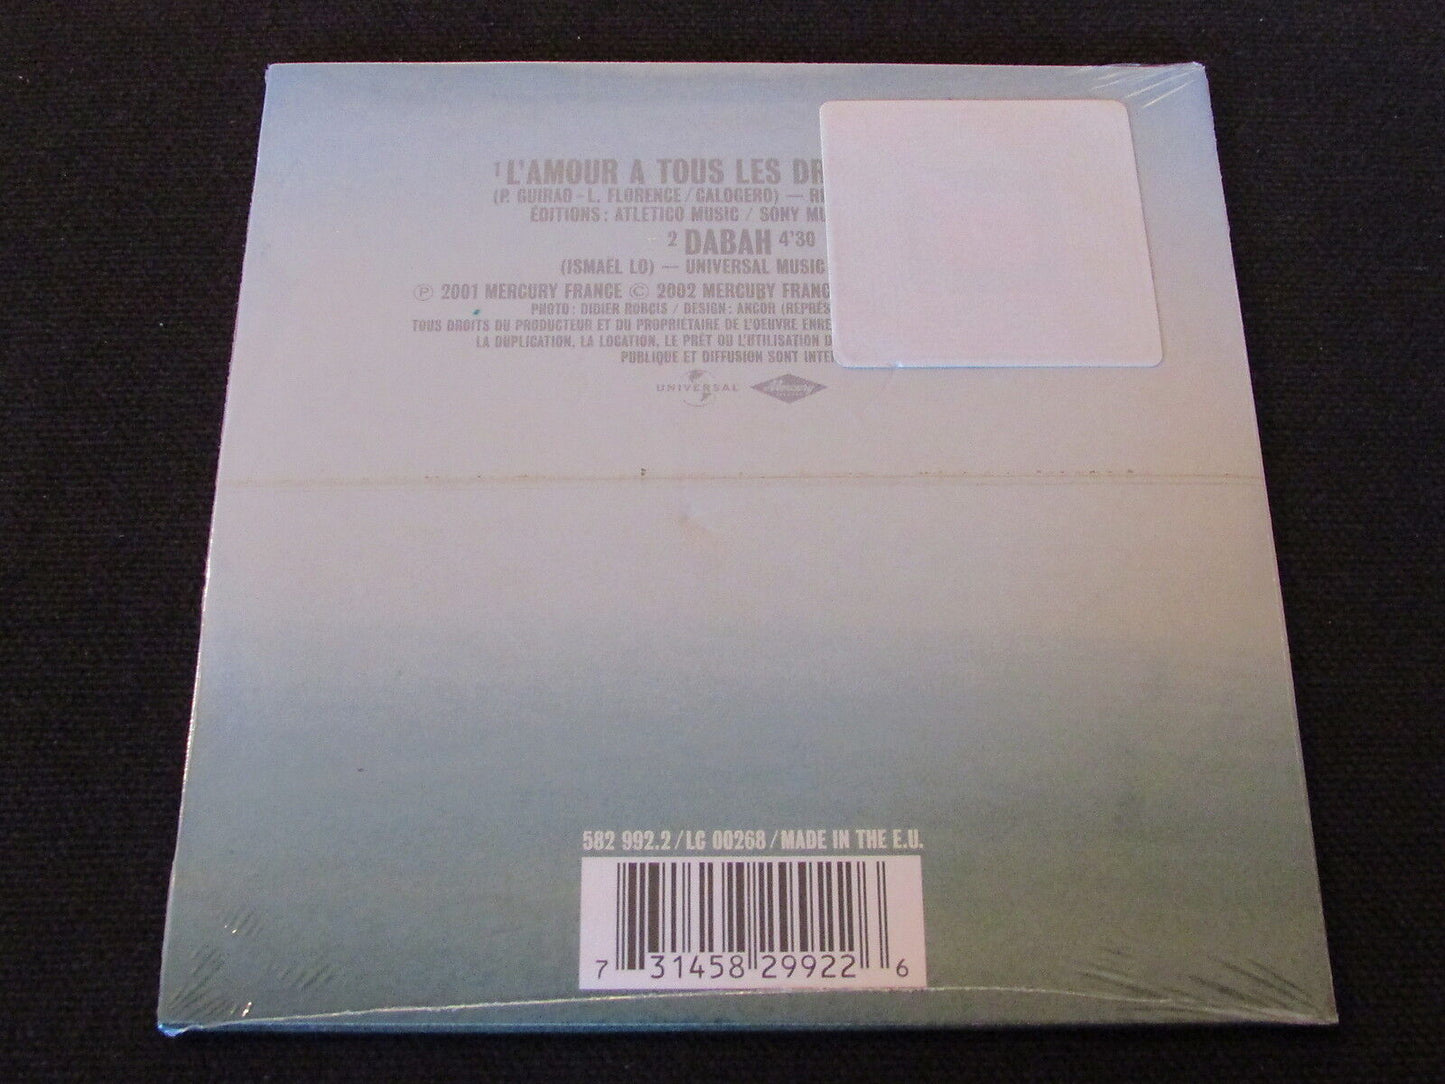 1 L'AMOUR A TOUS LES DR
(P. GUIRAO - L. FLORENCE / CALOGERO) —
ÉDITIONS : ATLETICO MUSIC / SONY MU
2 DABAH 4'30
(ISMAEL LO) — UNIVERSAL MUSIC
℗ 2001 MERCURY FRANCE © 2002 MERCURY FRANC
PHOTO : DIDIER ROBCIS / DESIGN : ANCOR (REPRÉS
TOUS DROITS DU PRODUCTEUR ET DU PROPRIÉTAIRE DE L'OEUVRE ENRE
LA DUPLICATION, LA LOCATION, LE PRÊT OU L'UTILISATION D
PUBLIQUE ET DIFFUSION SONT INTE
UNIVERSAL Mercury
582 992.2 / LC 00268 / MADE IN THE E.U.
7 31458 29922 6